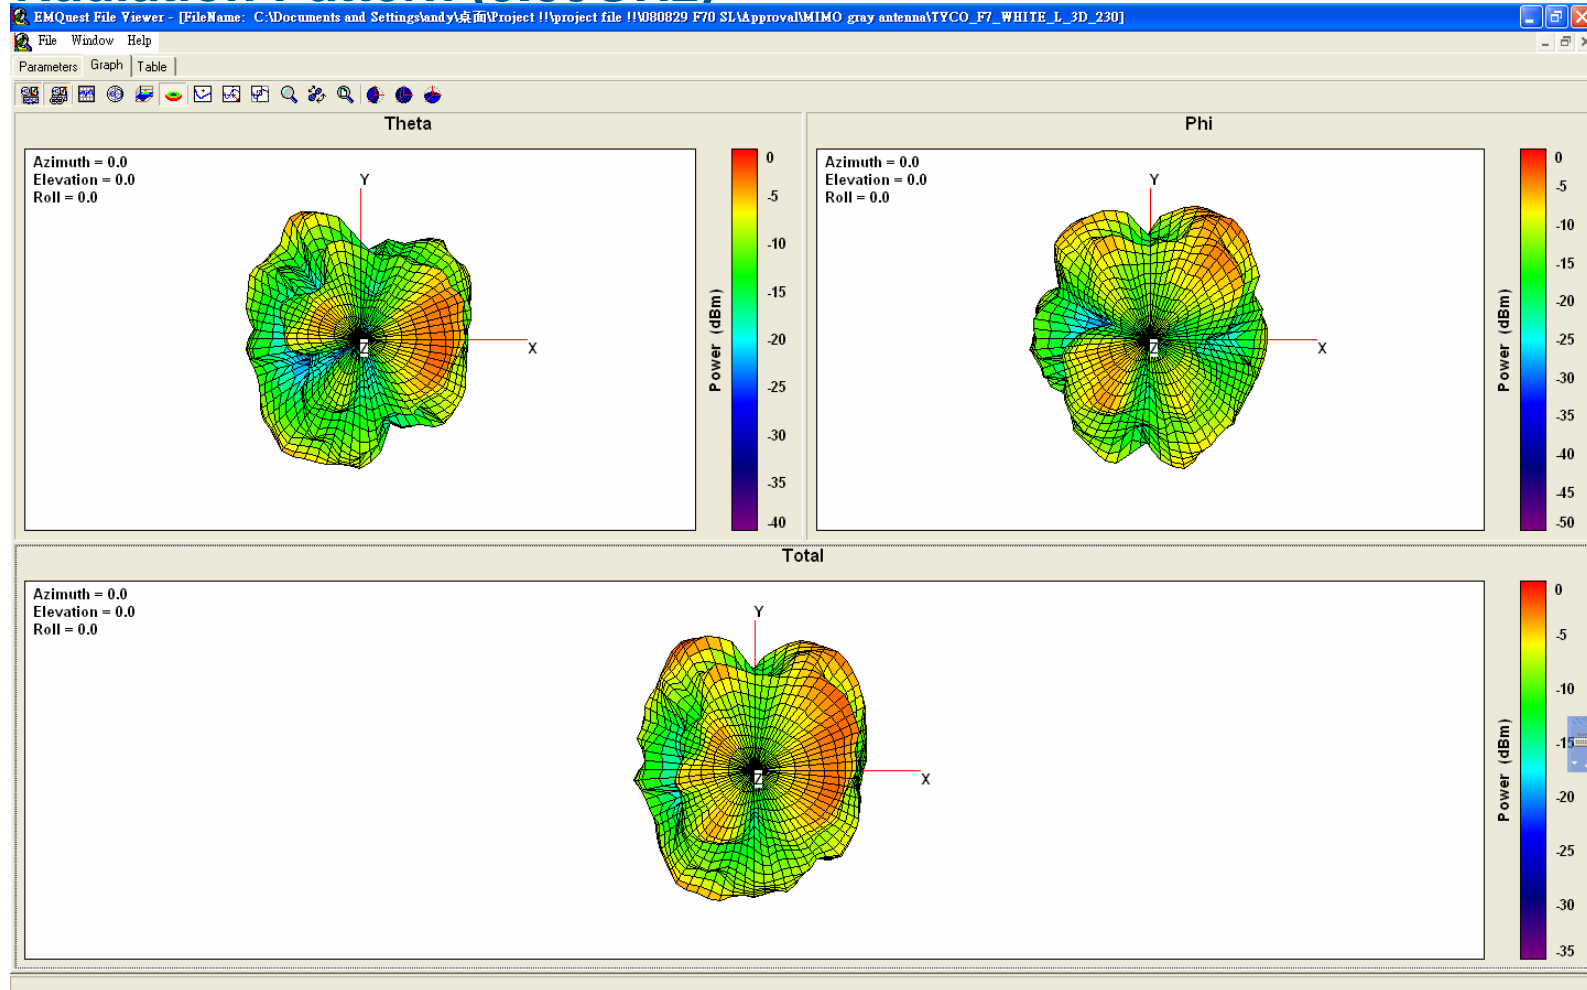 EMQuest File Viewer - [FileName: C:\Documents and Settings\andy\桌面\Project !!\project file !!\080829 F70 SL\Approval\MIMO gray antenna\TYCO_F7_WHITE_L_3D_230]
File Window Help
Parameters Graph Table
Theta
Azimuth = 0.0
Elevation = 0.0
Roll = 0.0
Y
X
Z
0
-5
-10
-15
-20
-25
-30
-35
-40
Power (dBm)
Phi
Azimuth = 0.0
Elevation = 0.0
Roll = 0.0
Y
X
Z
0
-5
-10
-15
-20
-25
-30
-35
-40
-45
-50
Power (dBm)
Total
Azimuth = 0.0
Elevation = 0.0
Roll = 0.0
Y
X
Z
0
-5
-10
-15
-20
-25
-30
-35
Power (dBm)